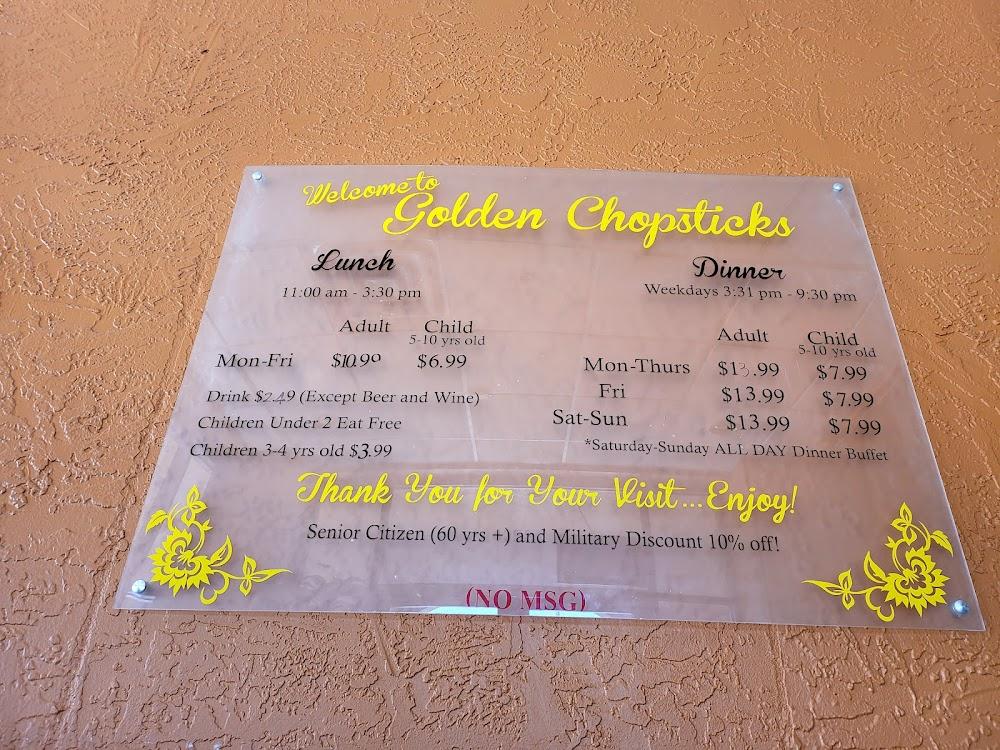 Welcome to
Golden Chopsticks
Lunch
11:00 am - 3:30 pm
Adult Child
5-10 yrs old
Mon-Fri $10.99 $6.99
Drink $2.49 (Except Beer and Wine)
Children Under 2 Eat Free
Children 3-4 yrs old $3.99
Dinner
Weekdays 3:31 pm - 9:30 pm
Adult Child
5-10 yrs old
Mon-Thurs $13.99 $7.99
Fri $13.99 $7.99
Sat-Sun $13.99 $7.99
*Saturday-Sunday ALL DAY Dinner Buffet
Thank You for Your Visit...Enjoy!
Senior Citizen (60 yrs +) and Military Discount 10% off!
(NO MSG)